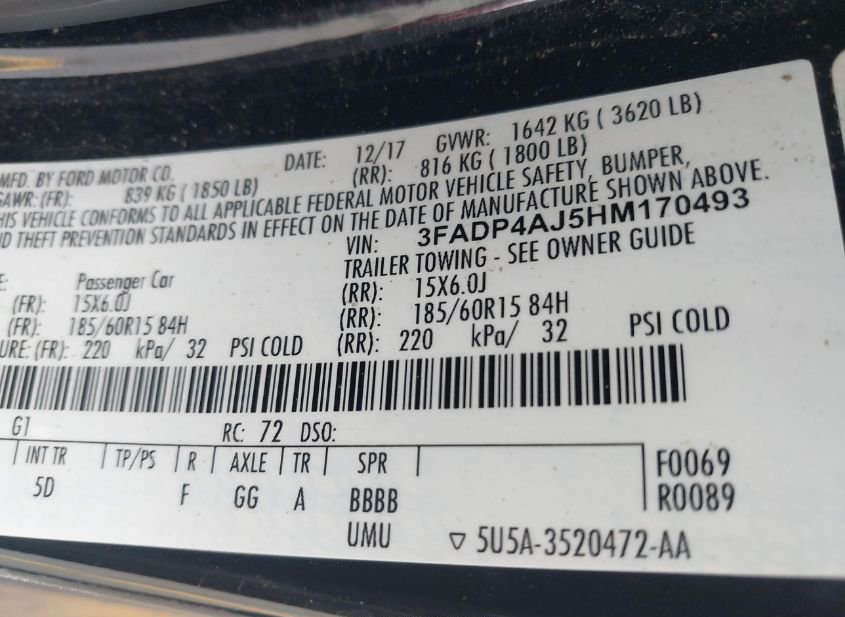 MFD. BY FORD MOTOR CO.
DATE: 12/17 GVWR: 1642 KG ( 3620 LB)
GAWR: (FR): 839 KG ( 1850 LB) (RR): 816 KG ( 1800 LB)
THIS VEHICLE CONFORMS TO ALL APPLICABLE FEDERAL MOTOR VEHICLE SAFETY, BUMPER,
ND THEFT PREVENTION STANDARDS IN EFFECT ON THE DATE OF MANUFACTURE SHOWN ABOVE.
VIN: 3FADP4AJ5HM170493
TRAILER TOWING - SEE OWNER GUIDE
E: Passenger Car
(FR): 15X6.0J (RR): 15X6.0J
(FR): 185/60R15 84H (RR): 185/60R15 84H
URE: (FR): 220 kPa/ 32 PSI COLD (RR): 220 kPa/ 32 PSI COLD
G1 RC: 72 DSO:
INT TR TP/PS R AXLE TR SPR F0069
5D F GG A BBBB R0089
UMU ▽ 5U5A-3520472-AA